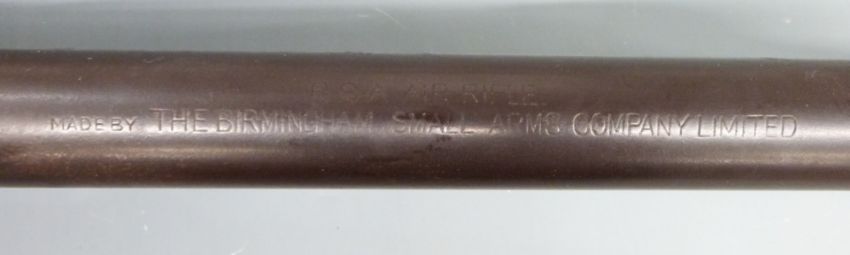 B.S.A. AIR RIFLE.
MADE BY THE BIRMINGHAM SMALL ARMS COMPANY LIMITED